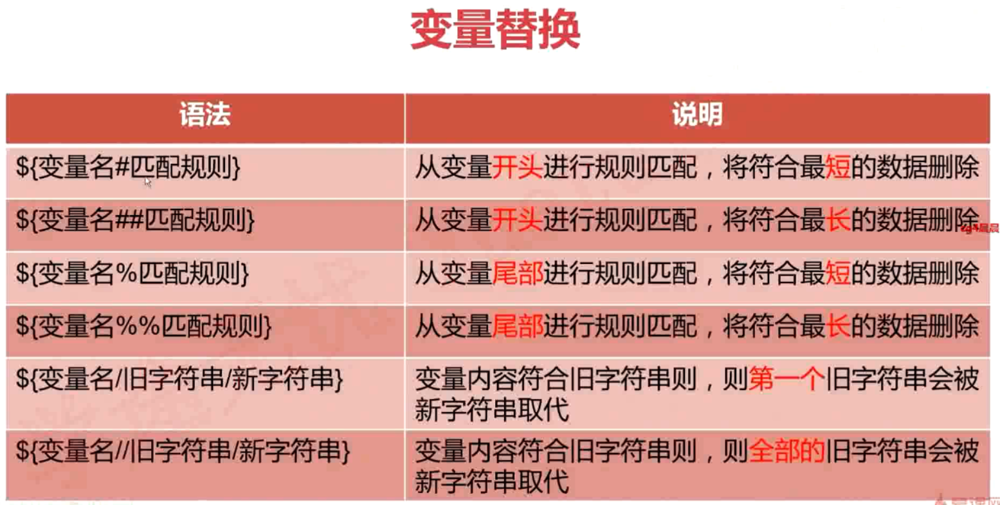 变量替换
语法
说明
${变量名#匹配规则}
从变量开头进行规则匹配，将符合最短的数据删除
${变量名##匹配规则}
从变量开头进行规则匹配，将符合最长的数据删除
${变量名%匹配规则}
从变量尾部进行规则匹配，将符合最短的数据删除
${变量名%%匹配规则}
从变量尾部进行规则匹配，将符合最长的数据删除
${变量名/旧字符串/新字符串}
变量内容符合旧字符串则，则第一个旧字符串会被
新字符串取代
${变量名//旧字符串/新字符串}
变量内容符合旧字符串则，则全部的旧字符串会被
新字符串取代